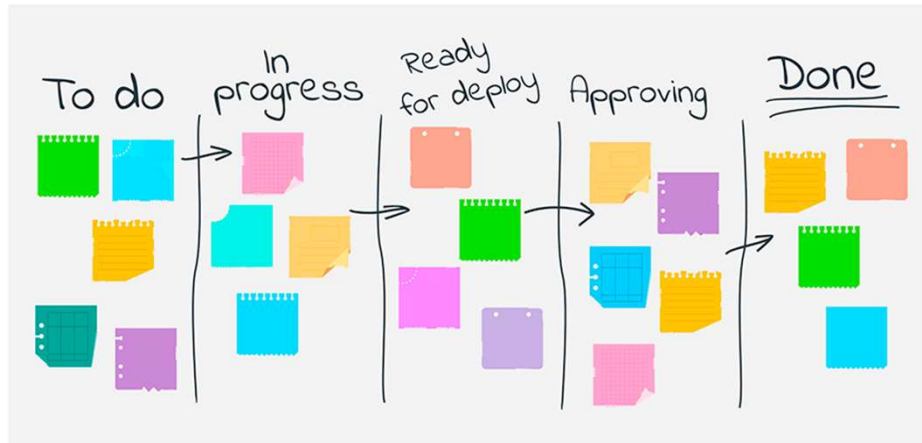 To do
In
progress
Ready
for deploy
Approving
Done